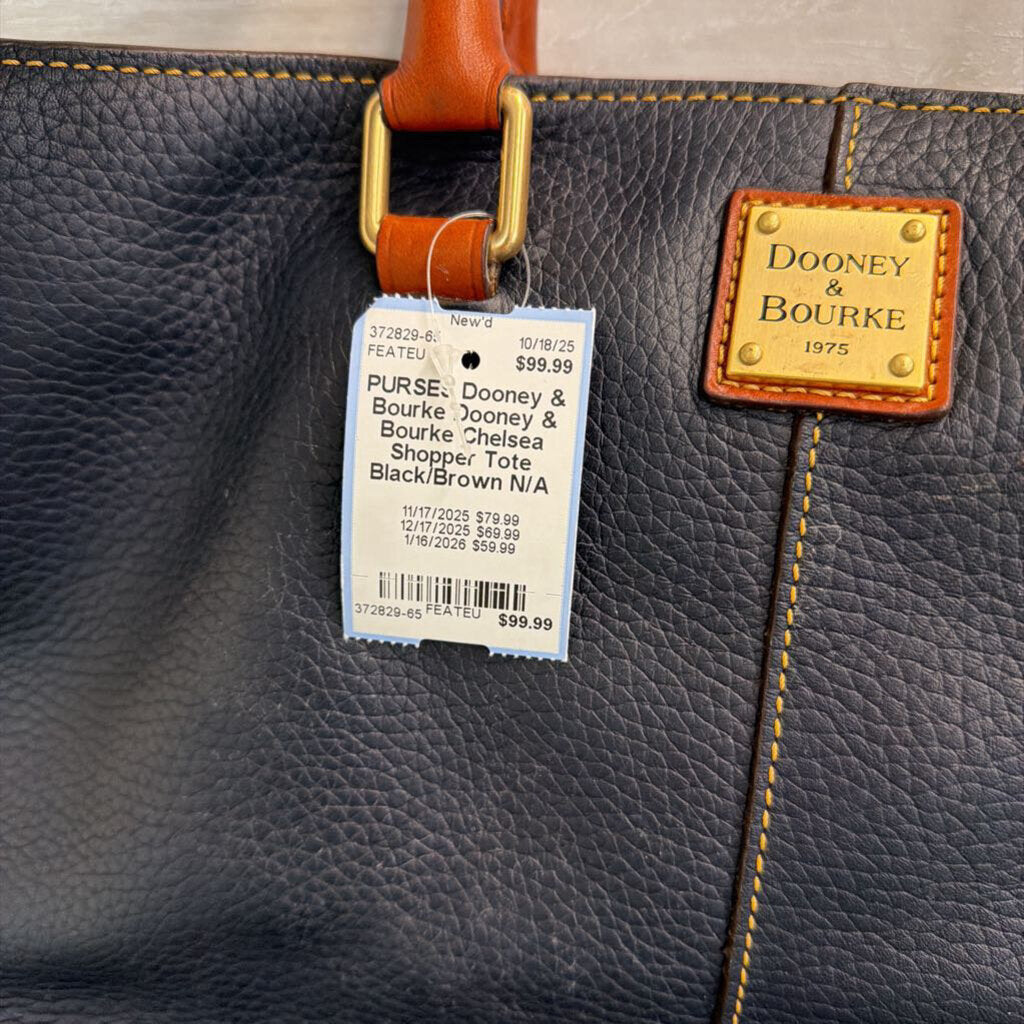 New'd
372829-65 10/18/25
FEATEU $99.99
PURSES Dooney &
Bourke Dooney &
Bourke Chelsea
Shopper Tote
Black/Brown N/A
11/17/2025 $79.99
12/17/2025 $69.99
1/16/2026 $59.99
372829-65 FEATEU $99.99
DOONEY
&
BOURKE
1975